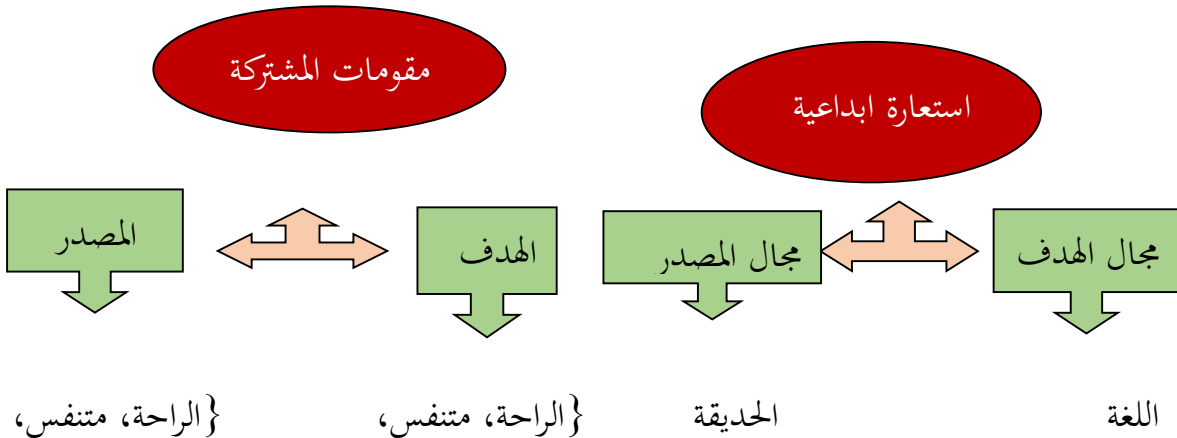 استعارة ابداعية
مقومات المشتركة
مجال الهدف
مجال المصدر
الهدف
المصدر
اللغة
الحديقة
{الراحة، متنفس،
{الراحة، متنفس،